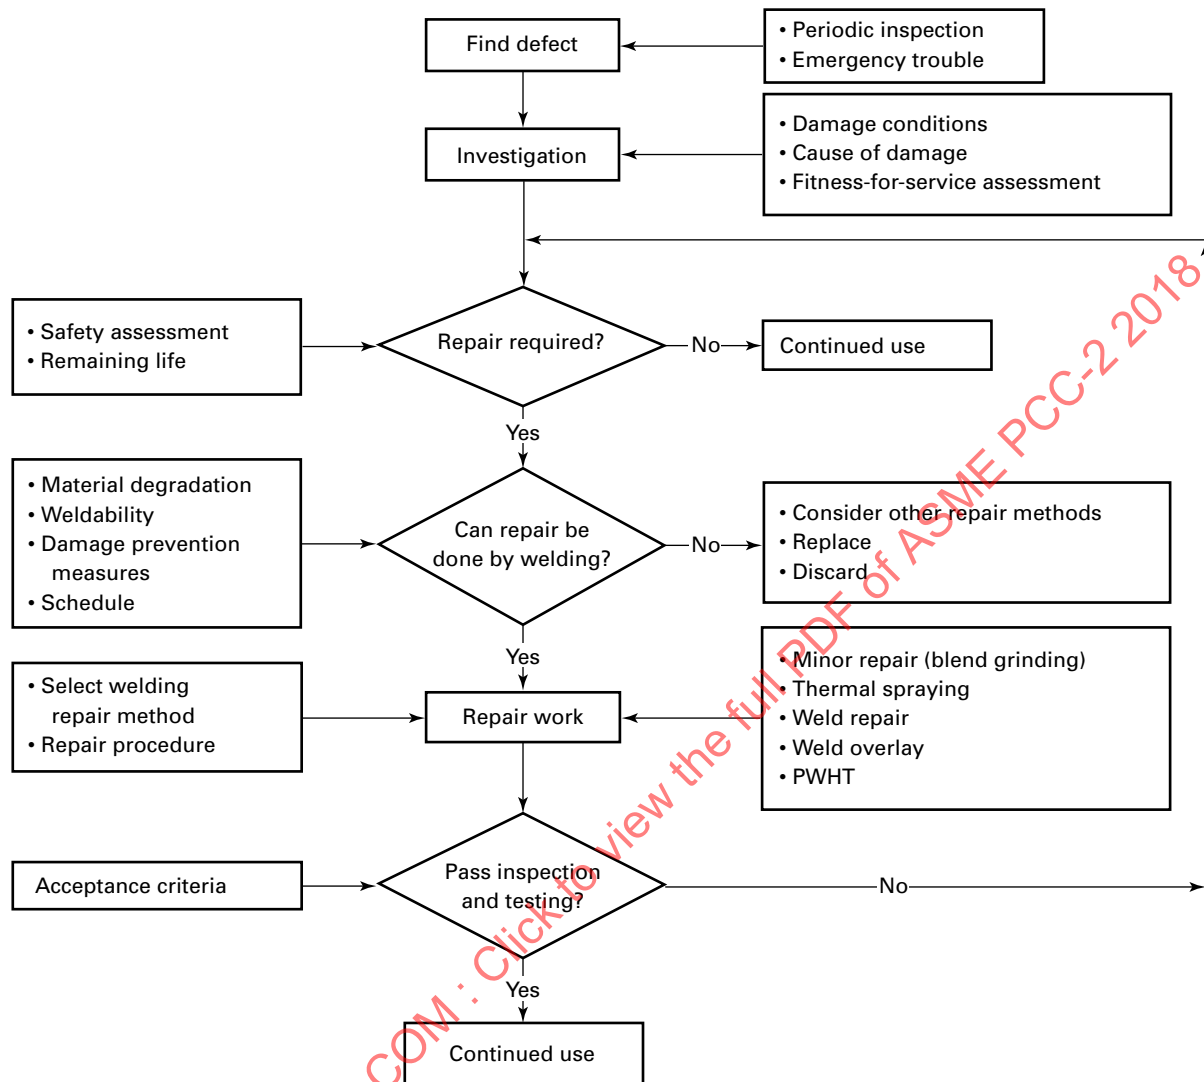 Find defect
• Periodic inspection
• Emergency trouble
Investigation
• Damage conditions
• Cause of damage
• Fitness-for-service assessment
• Safety assessment
• Remaining life
Repair required?
No
Continued use
Yes
• Material degradation
• Weldability
• Damage prevention
measures
• Schedule
Can repair be
done by welding?
No
• Consider other repair methods
• Replace
• Discard
Yes
• Select welding
repair method
• Repair procedure
Repair work
• Minor repair (blend grinding)
• Thermal spraying
• Weld repair
• Weld overlay
• PWHT
Acceptance criteria
Pass inspection
and testing?
No
Yes
Continued use
COM : Click to view the full PDF of ASME PCC-2 2018